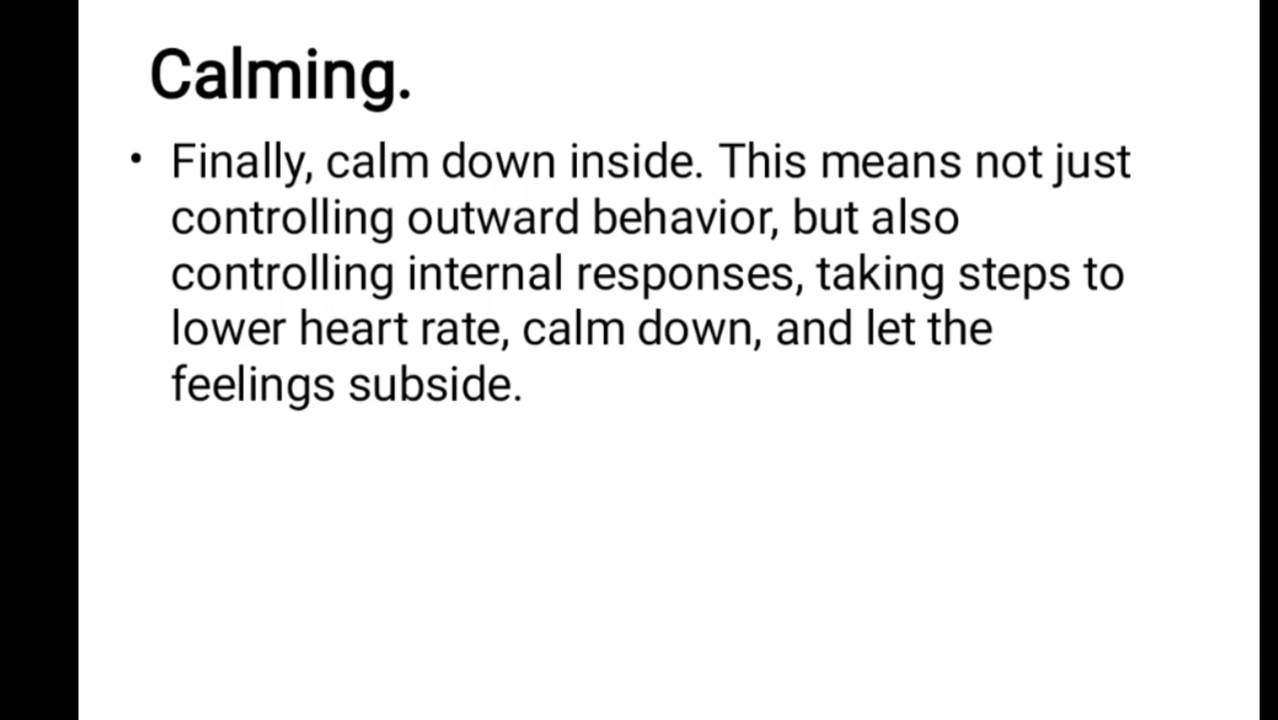 Calming.
• Finally, calm down inside. This means not just
controlling outward behavior, but also
controlling internal responses, taking steps to
lower heart rate, calm down, and let the
feelings subside.